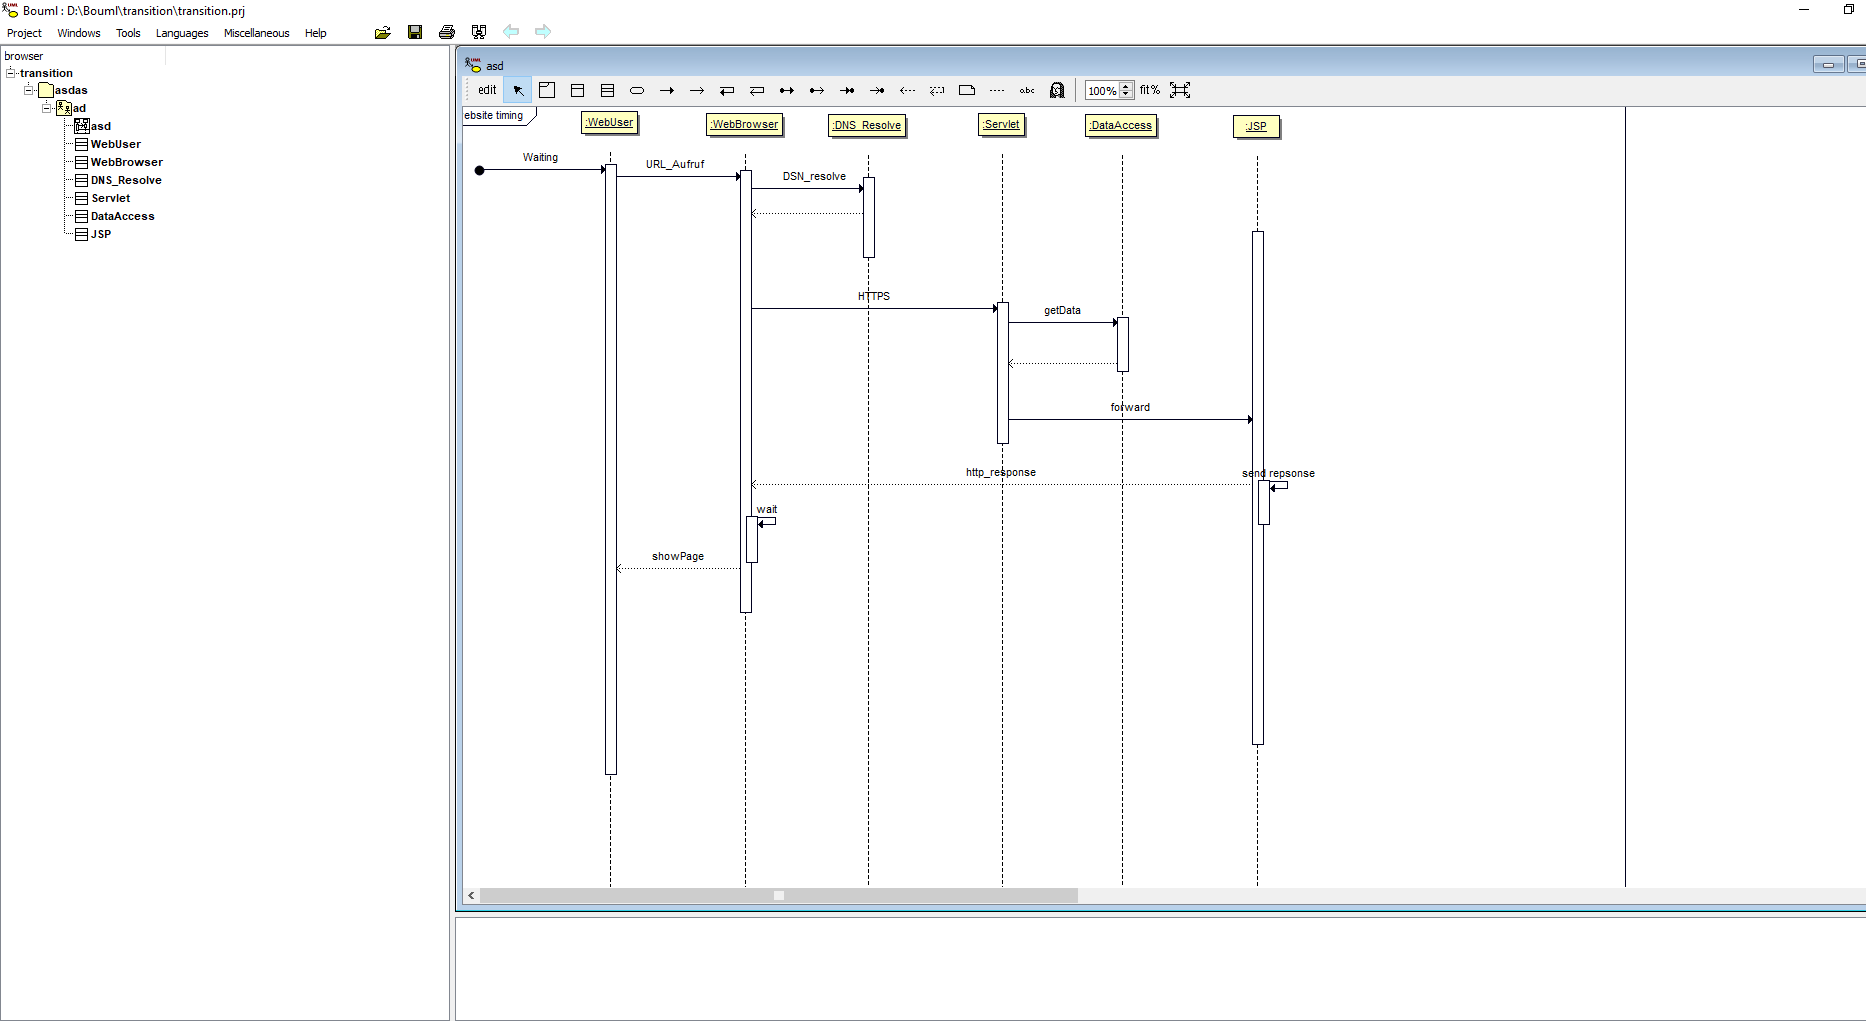 Bouml : D:\Bouml\transition\transition.prj
Project Windows Tools Languages Miscellaneous Help
browser
transition
asdas
ad
asd
WebUser
WebBrowser
DNS_Resolve
Servlet
DataAccess
JSP
asd
edit abc 100% fit%
ebsite timing
:WebUser :WebBrowser :DNS_Resolve :Servlet :DataAccess :JSP
Waiting
URL_Aufruf
DSN_resolve
HTTPS
getData
forward
http_response
send repsonse
wait
showPage